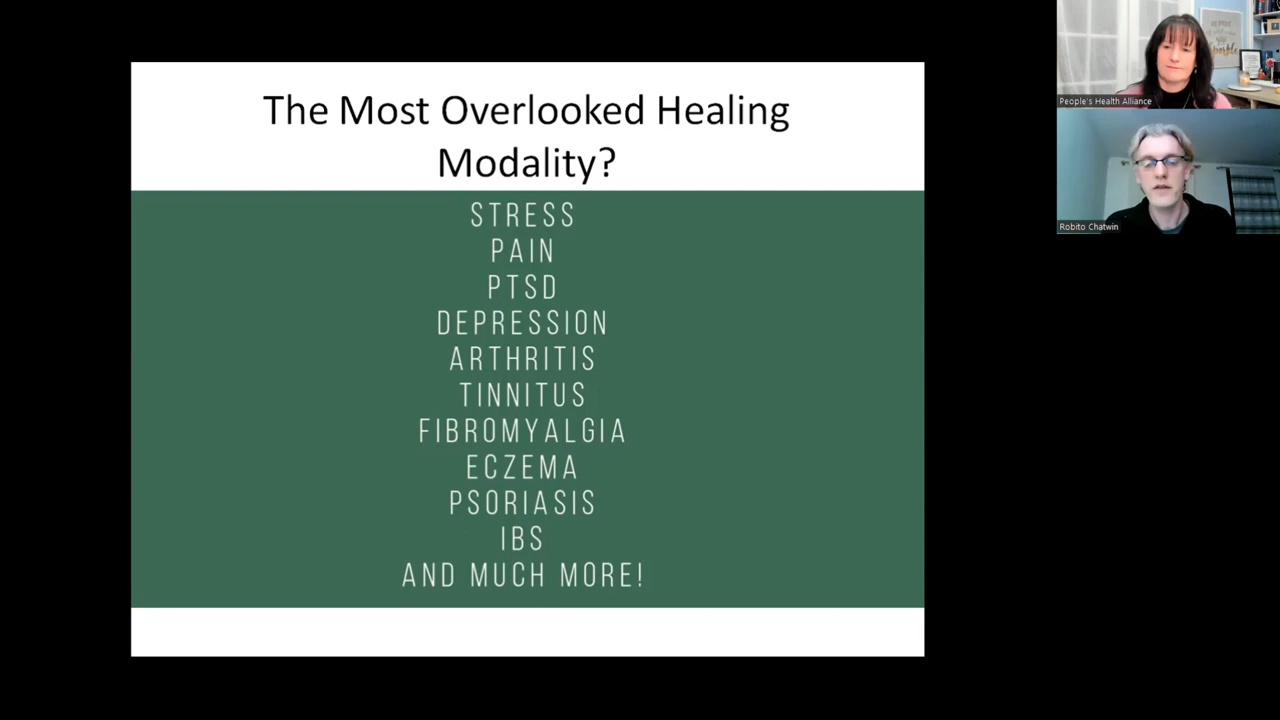 The Most Overlooked Healing
Modality?
STRESS
PAIN
PTSD
DEPRESSION
ARTHRITIS
TINNITUS
FIBROMYALGIA
ECZEMA
PSORIASIS
IBS
AND MUCH MORE!
People's Health Alliance
Robito Chatwin